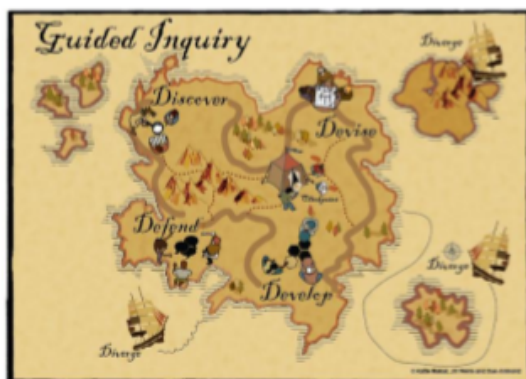 Guided Inquiry
Diverge
Discover
Devise
Defend
Diverge
Develop
Diverge